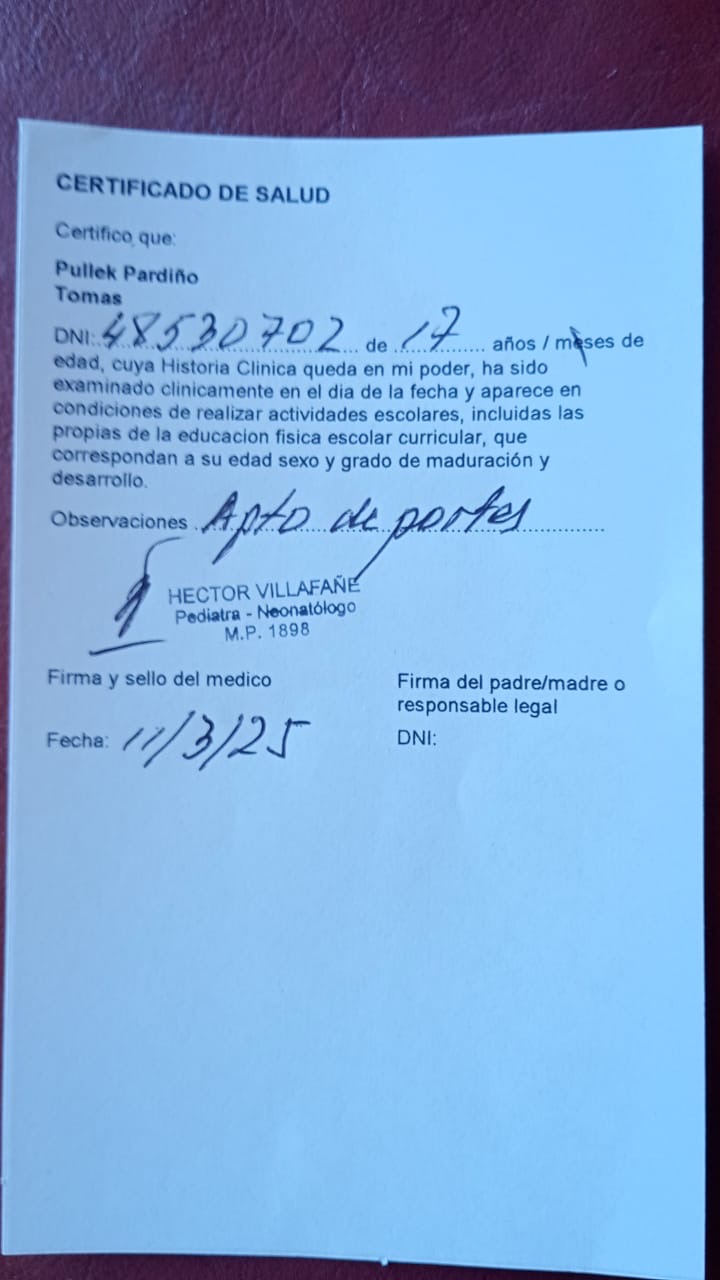 CERTIFICADO DE SALUD
Certifico que:
Pullek Pardiño
Tomas
DNI: 48530702 de 17 años / meses de
edad, cuya Historia Clinica queda en mi poder, ha sido
examinado clinicamente en el dia de la fecha y aparece en
condiciones de realizar actividades escolares, incluidas las
propias de la educacion fisica escolar curricular, que
correspondan a su edad sexo y grado de maduración y
desarrollo.
Observaciones Apto deportes
HECTOR VILLAFAÑE
Pediatra - Neonatólogo
M.P. 1898
Firma y sello del medico
Fecha: 11/3/25
Firma del padre/madre o
responsable legal
DNI: